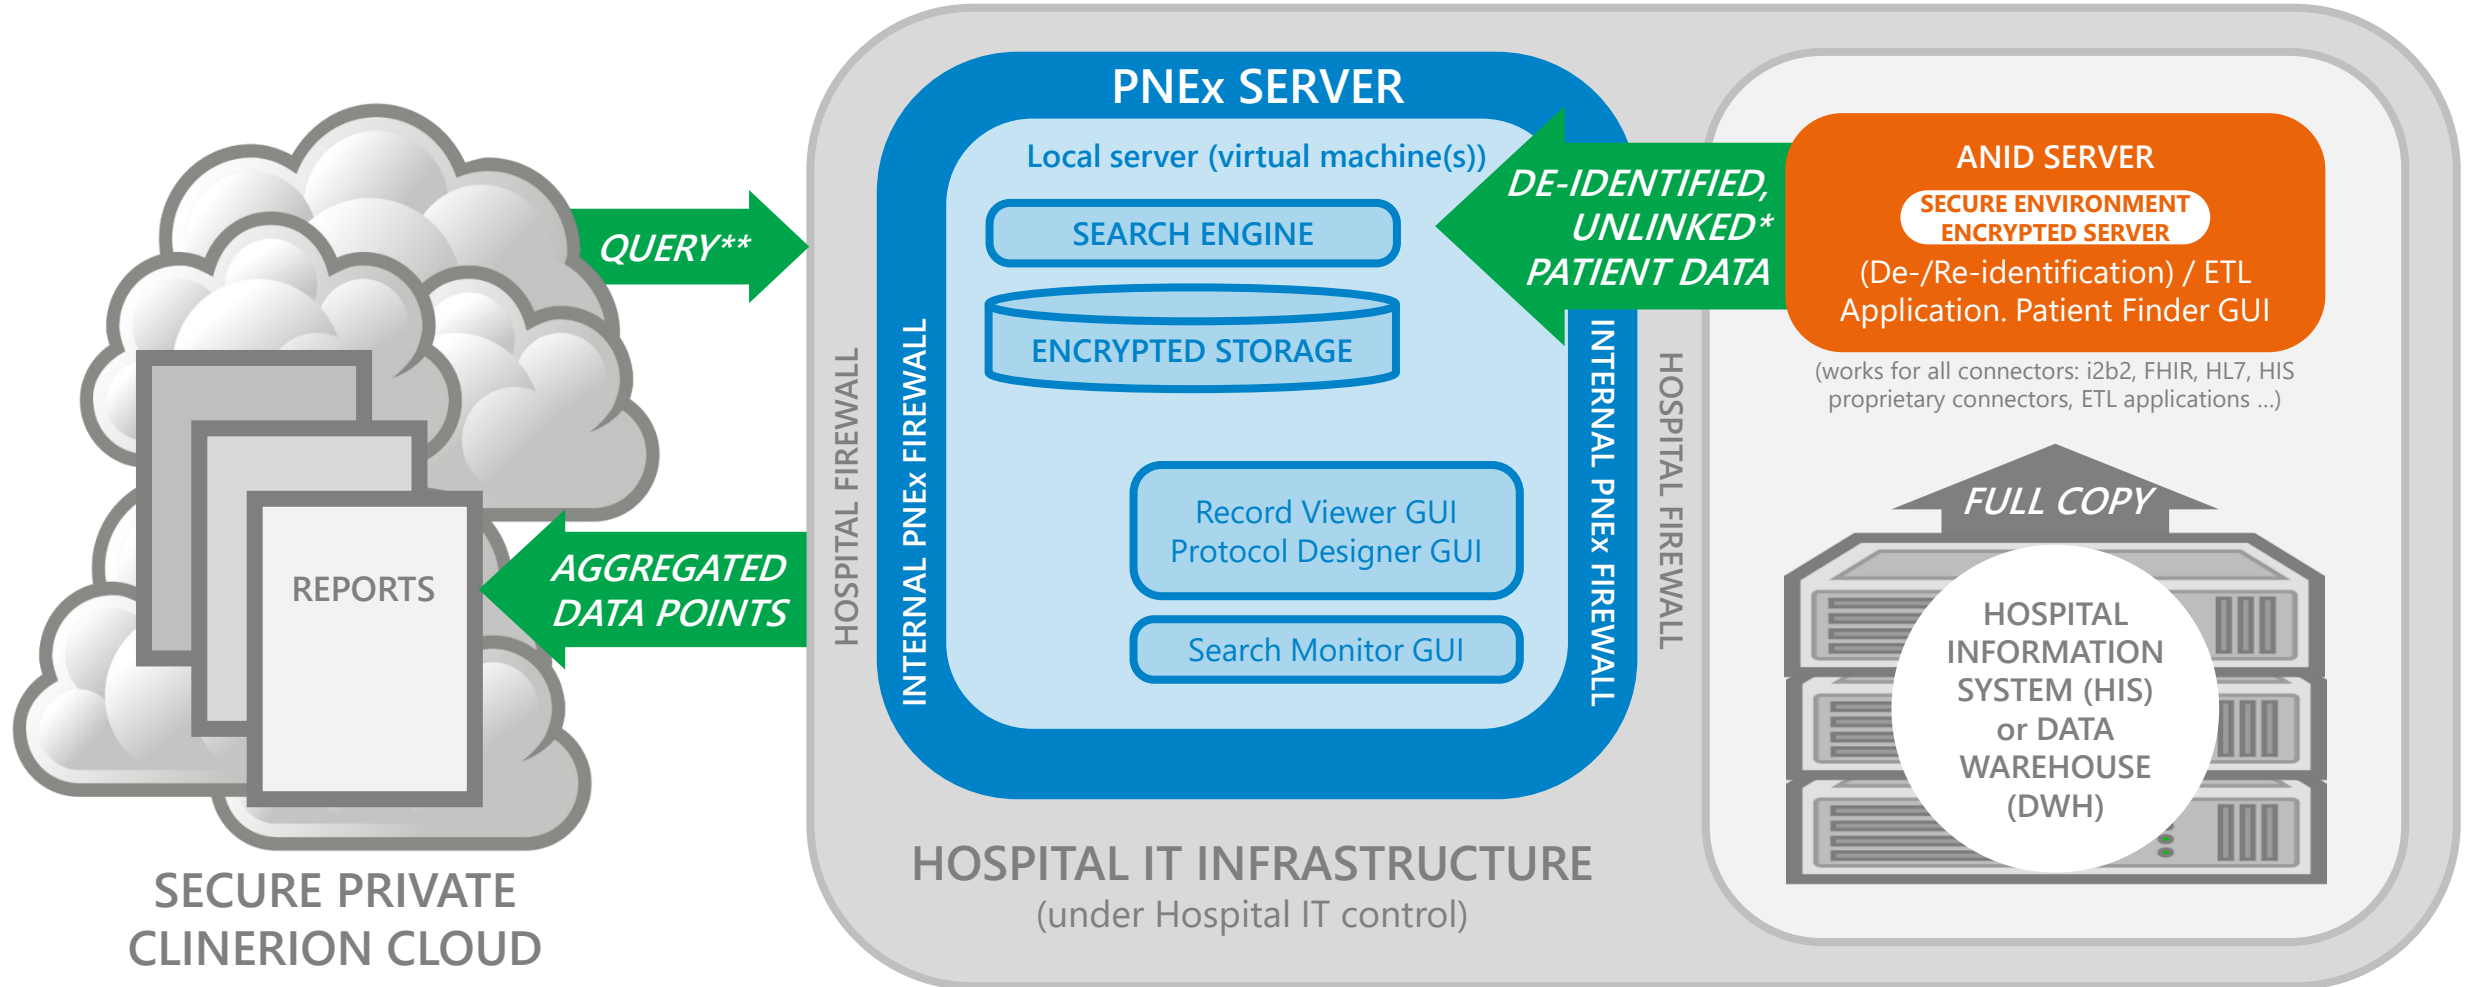 PNEx SERVER
Local server (virtual machine(s))
SEARCH ENGINE
ENCRYPTED STORAGE
Record Viewer GUI
Protocol Designer GUI
Search Monitor GUI
INTERNAL PNEx FIREWALL
INTERNAL PNEx FIREWALL
HOSPITAL FIREWALL
HOSPITAL FIREWALL
QUERY**
AGGREGATED
DATA POINTS
REPORTS
SECURE PRIVATE
CLINERION CLOUD
DE-IDENTIFIED,
UNLINKED*
PATIENT DATA
ANID SERVER
SECURE ENVIRONMENT
ENCRYPTED SERVER
(De-/Re-identification) / ETL
Application. Patient Finder GUI
(works for all connectors: i2b2, FHIR, HL7, HIS
proprietary connectors, ETL applications ...)
FULL COPY
HOSPITAL
INFORMATION
SYSTEM (HIS)
or DATA
WAREHOUSE
(DWH)
HOSPITAL IT INFRASTRUCTURE
(under Hospital IT control)